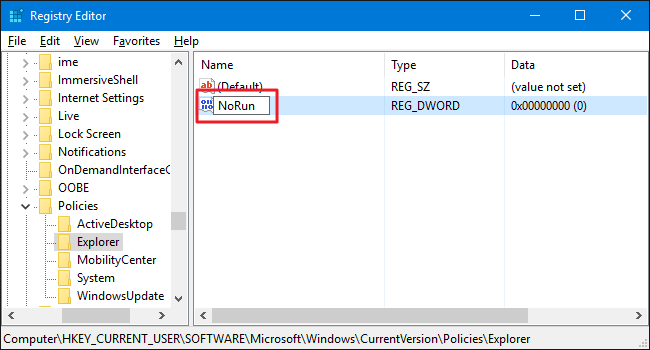 Registry Editor
File Edit View Favorites Help
ime
ImmersiveShell
Internet Settings
Live
Lock Screen
Notifications
OnDemandInterfaceC
OOBE
Policies
ActiveDesktop
Explorer
MobilityCenter
System
WindowsUpdate
Name Type Data
(Default) REG_SZ (value not set)
NoRun REG_DWORD 0x00000000 (0)
Computer\HKEY_CURRENT_USER\SOFTWARE\Microsoft\Windows\CurrentVersion\Policies\Explorer